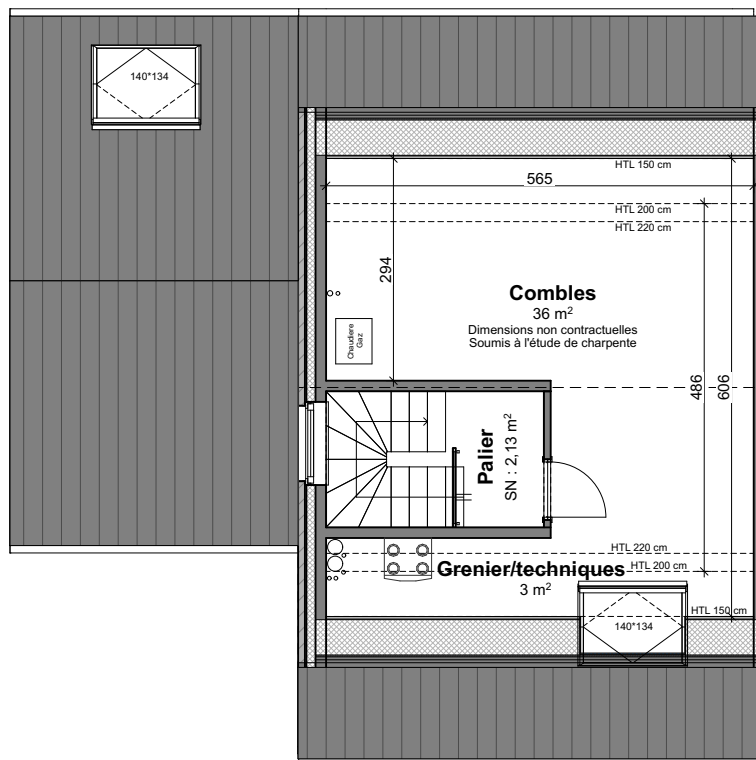 140*134
HTL 150 cm
565
HTL 200 cm
HTL 220 cm
294
Combles
36 m²
Dimensions non contractuelles
Soumis à l'étude de charpente
Chaudiere
Gaz
486
606
Palier
SN : 2,13 m²
HTL 220 cm
Grenier/techniques
HTL 200 cm
3 m²
HTL 150 cm
140*134